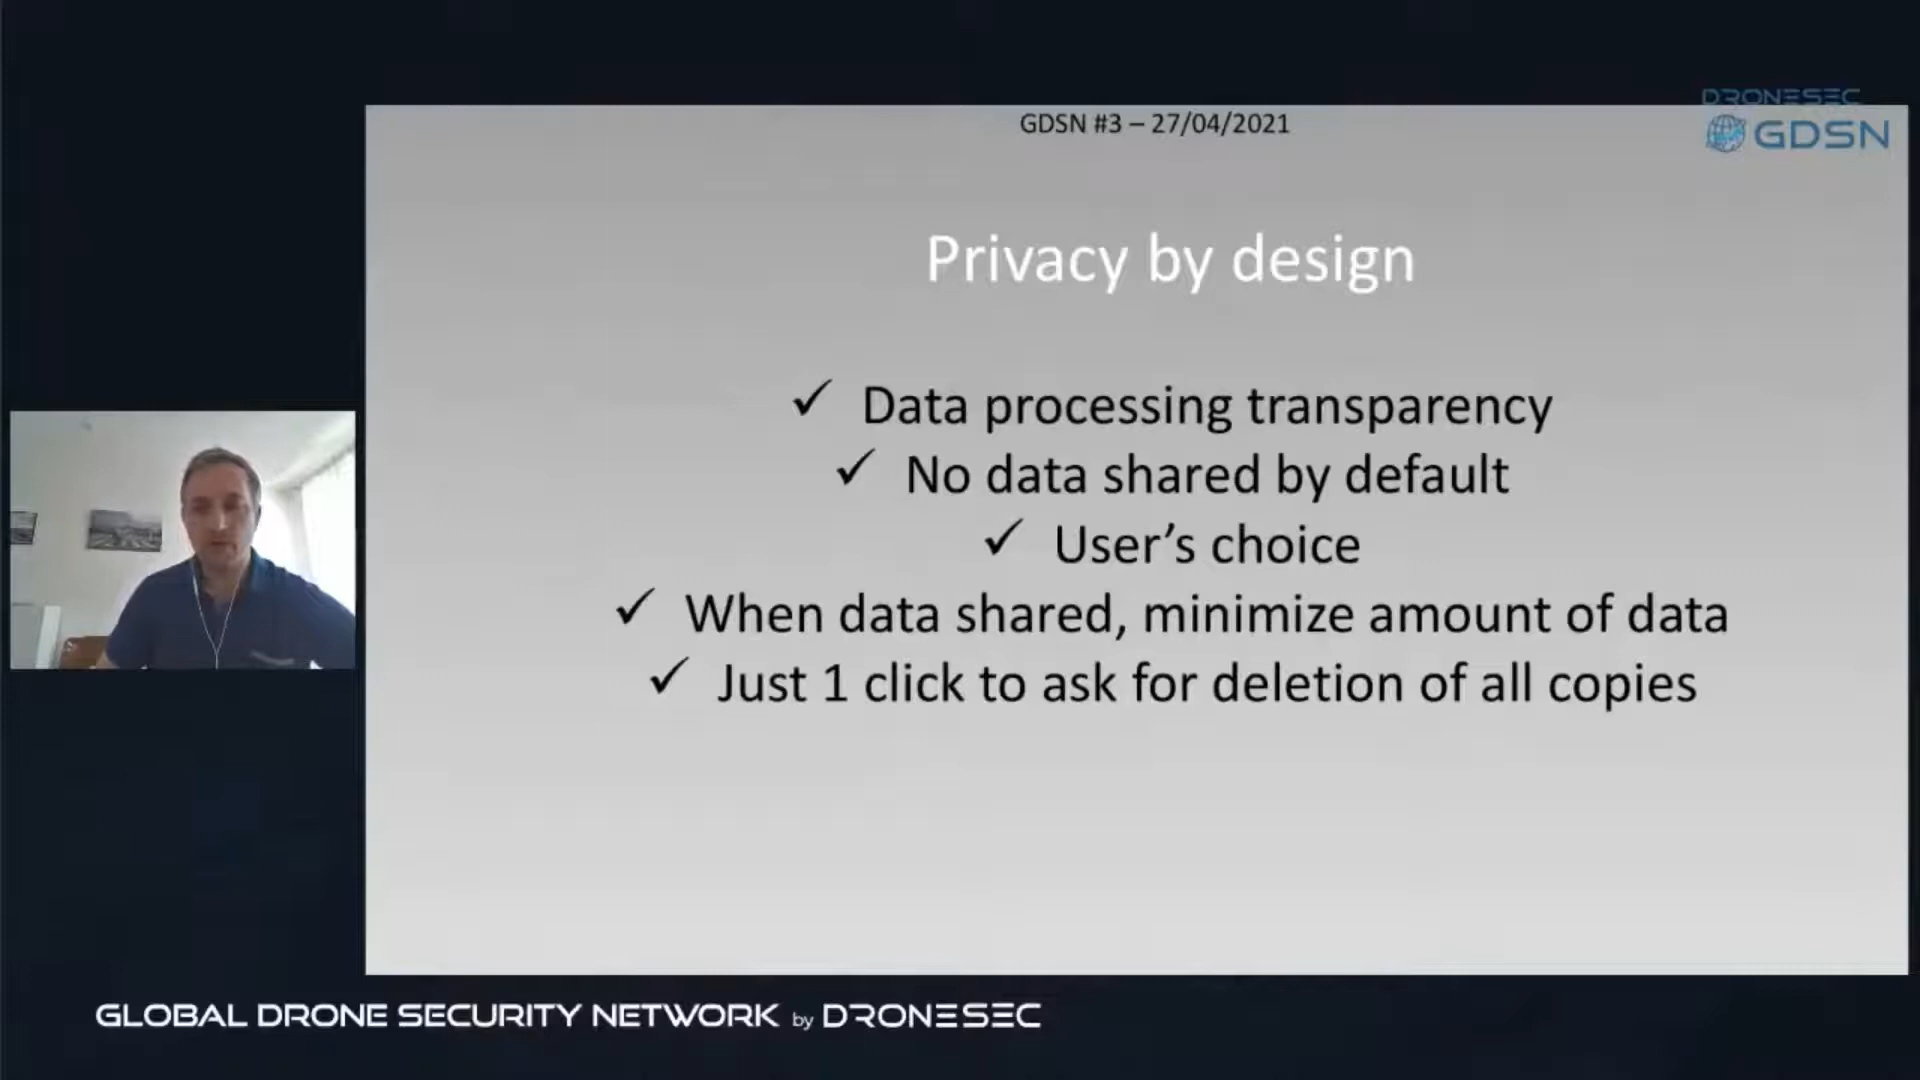 DRONESEC
GDSN
GDSN #3 – 27/04/2021
Privacy by design
✓ Data processing transparency
✓ No data shared by default
✓ User’s choice
✓ When data shared, minimize amount of data
✓ Just 1 click to ask for deletion of all copies
GLOBAL DRONE SECURITY NETWORK by DRONESEC